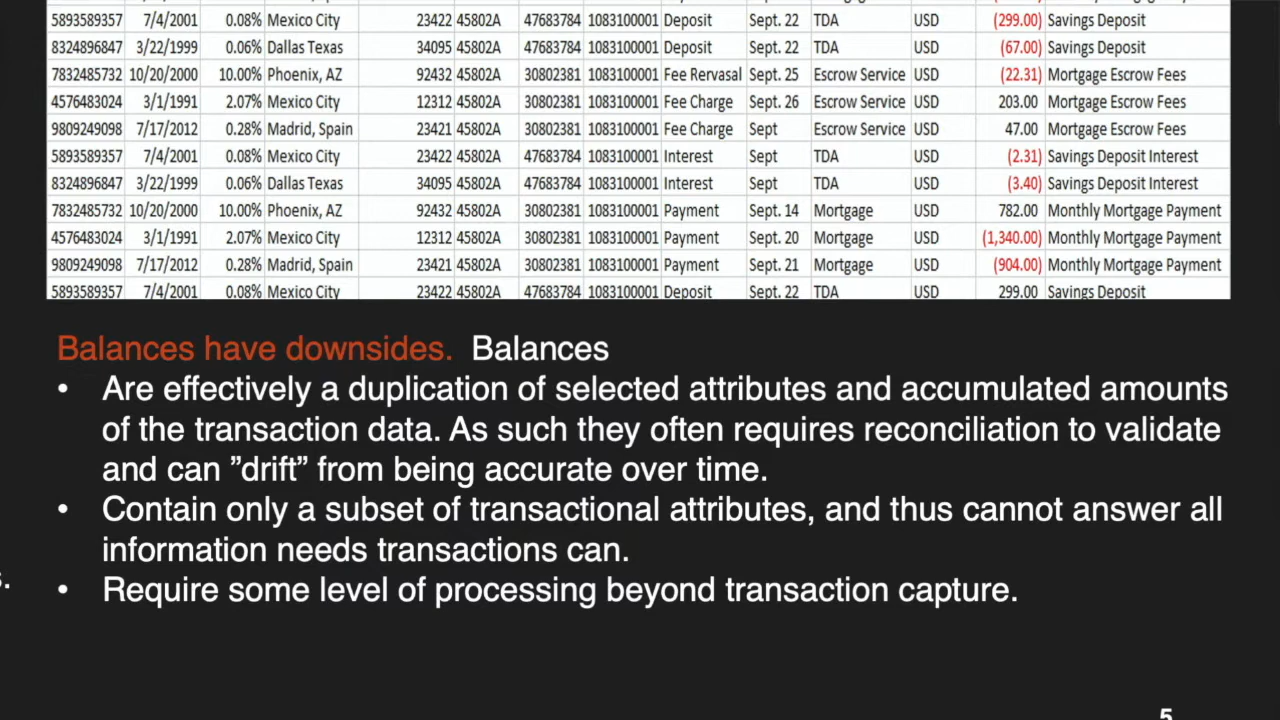 5893589357 7/4/2001 0.08% Mexico City 23422 45802A 47683784 1083100001 Deposit Sept. 22 TDA USD (299.00) Savings Deposit
8324896847 3/22/1999 0.06% Dallas Texas 34095 45802A 47683784 1083100001 Deposit Sept. 22 TDA USD (67.00) Savings Deposit
7832485732 10/20/2000 10.00% Phoenix, AZ 92432 45802A 30802381 1083100001 Fee Rervasal Sept. 25 Escrow Service USD (22.31) Mortgage Escrow Fees
4576483024 3/1/1991 2.07% Mexico City 12312 45802A 30802381 1083100001 Fee Charge Sept. 26 Escrow Service USD 203.00 Mortgage Escrow Fees
9809249098 7/17/2012 0.28% Madrid, Spain 23421 45802A 30802381 1083100001 Fee Charge Sept Escrow Service USD 47.00 Mortgage Escrow Fees
5893589357 7/4/2001 0.08% Mexico City 23422 45802A 47683784 1083100001 Interest Sept TDA USD (2.31) Savings Deposit Interest
8324896847 3/22/1999 0.06% Dallas Texas 34095 45802A 47683784 1083100001 Interest Sept TDA USD (3.40) Savings Deposit Interest
7832485732 10/20/2000 10.00% Phoenix, AZ 92432 45802A 30802381 1083100001 Payment Sept. 14 Mortgage USD 782.00 Monthly Mortgage Payment
4576483024 3/1/1991 2.07% Mexico City 12312 45802A 30802381 1083100001 Payment Sept. 20 Mortgage USD (1,340.00) Monthly Mortgage Payment
9809249098 7/17/2012 0.28% Madrid, Spain 23421 45802A 30802381 1083100001 Payment Sept. 21 Mortgage USD (904.00) Monthly Mortgage Payment
5893589357 7/4/2001 0.08% Mexico City 23422 45802A 47683784 1083100001 Deposit Sept. 22 TDA USD 299.00 Savings Deposit
Balances have downsides. Balances
• Are effectively a duplication of selected attributes and accumulated amounts
of the transaction data. As such they often requires reconciliation to validate
and can ”drift” from being accurate over time.
• Contain only a subset of transactional attributes, and thus cannot answer all
information needs transactions can.
• Require some level of processing beyond transaction capture.
5